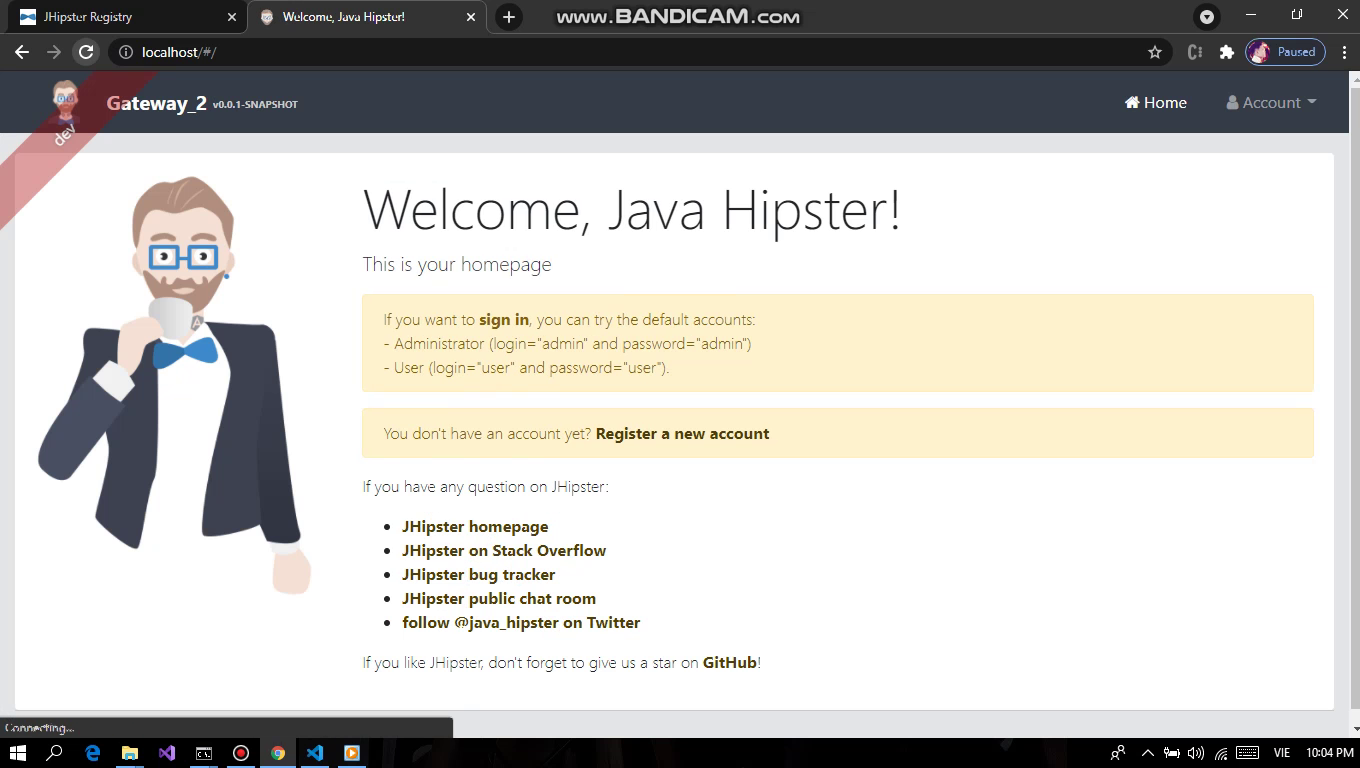 JHipster Registry
Welcome, Java Hipster!
www.BANDICAM.com
localhost/#/
Paused
dev
Gateway_2 v0.0.1-SNAPSHOT
Home
Account
Welcome, Java Hipster!
This is your homepage
If you want to sign in, you can try the default accounts:
- Administrator (login="admin" and password="admin")
- User (login="user" and password="user").
You don't have an account yet? Register a new account
If you have any question on JHipster:
JHipster homepage
JHipster on Stack Overflow
JHipster bug tracker
JHipster public chat room
follow @java_hipster on Twitter
If you like JHipster, don't forget to give us a star on GitHub!
Connecting...
VIE
10:04 PM